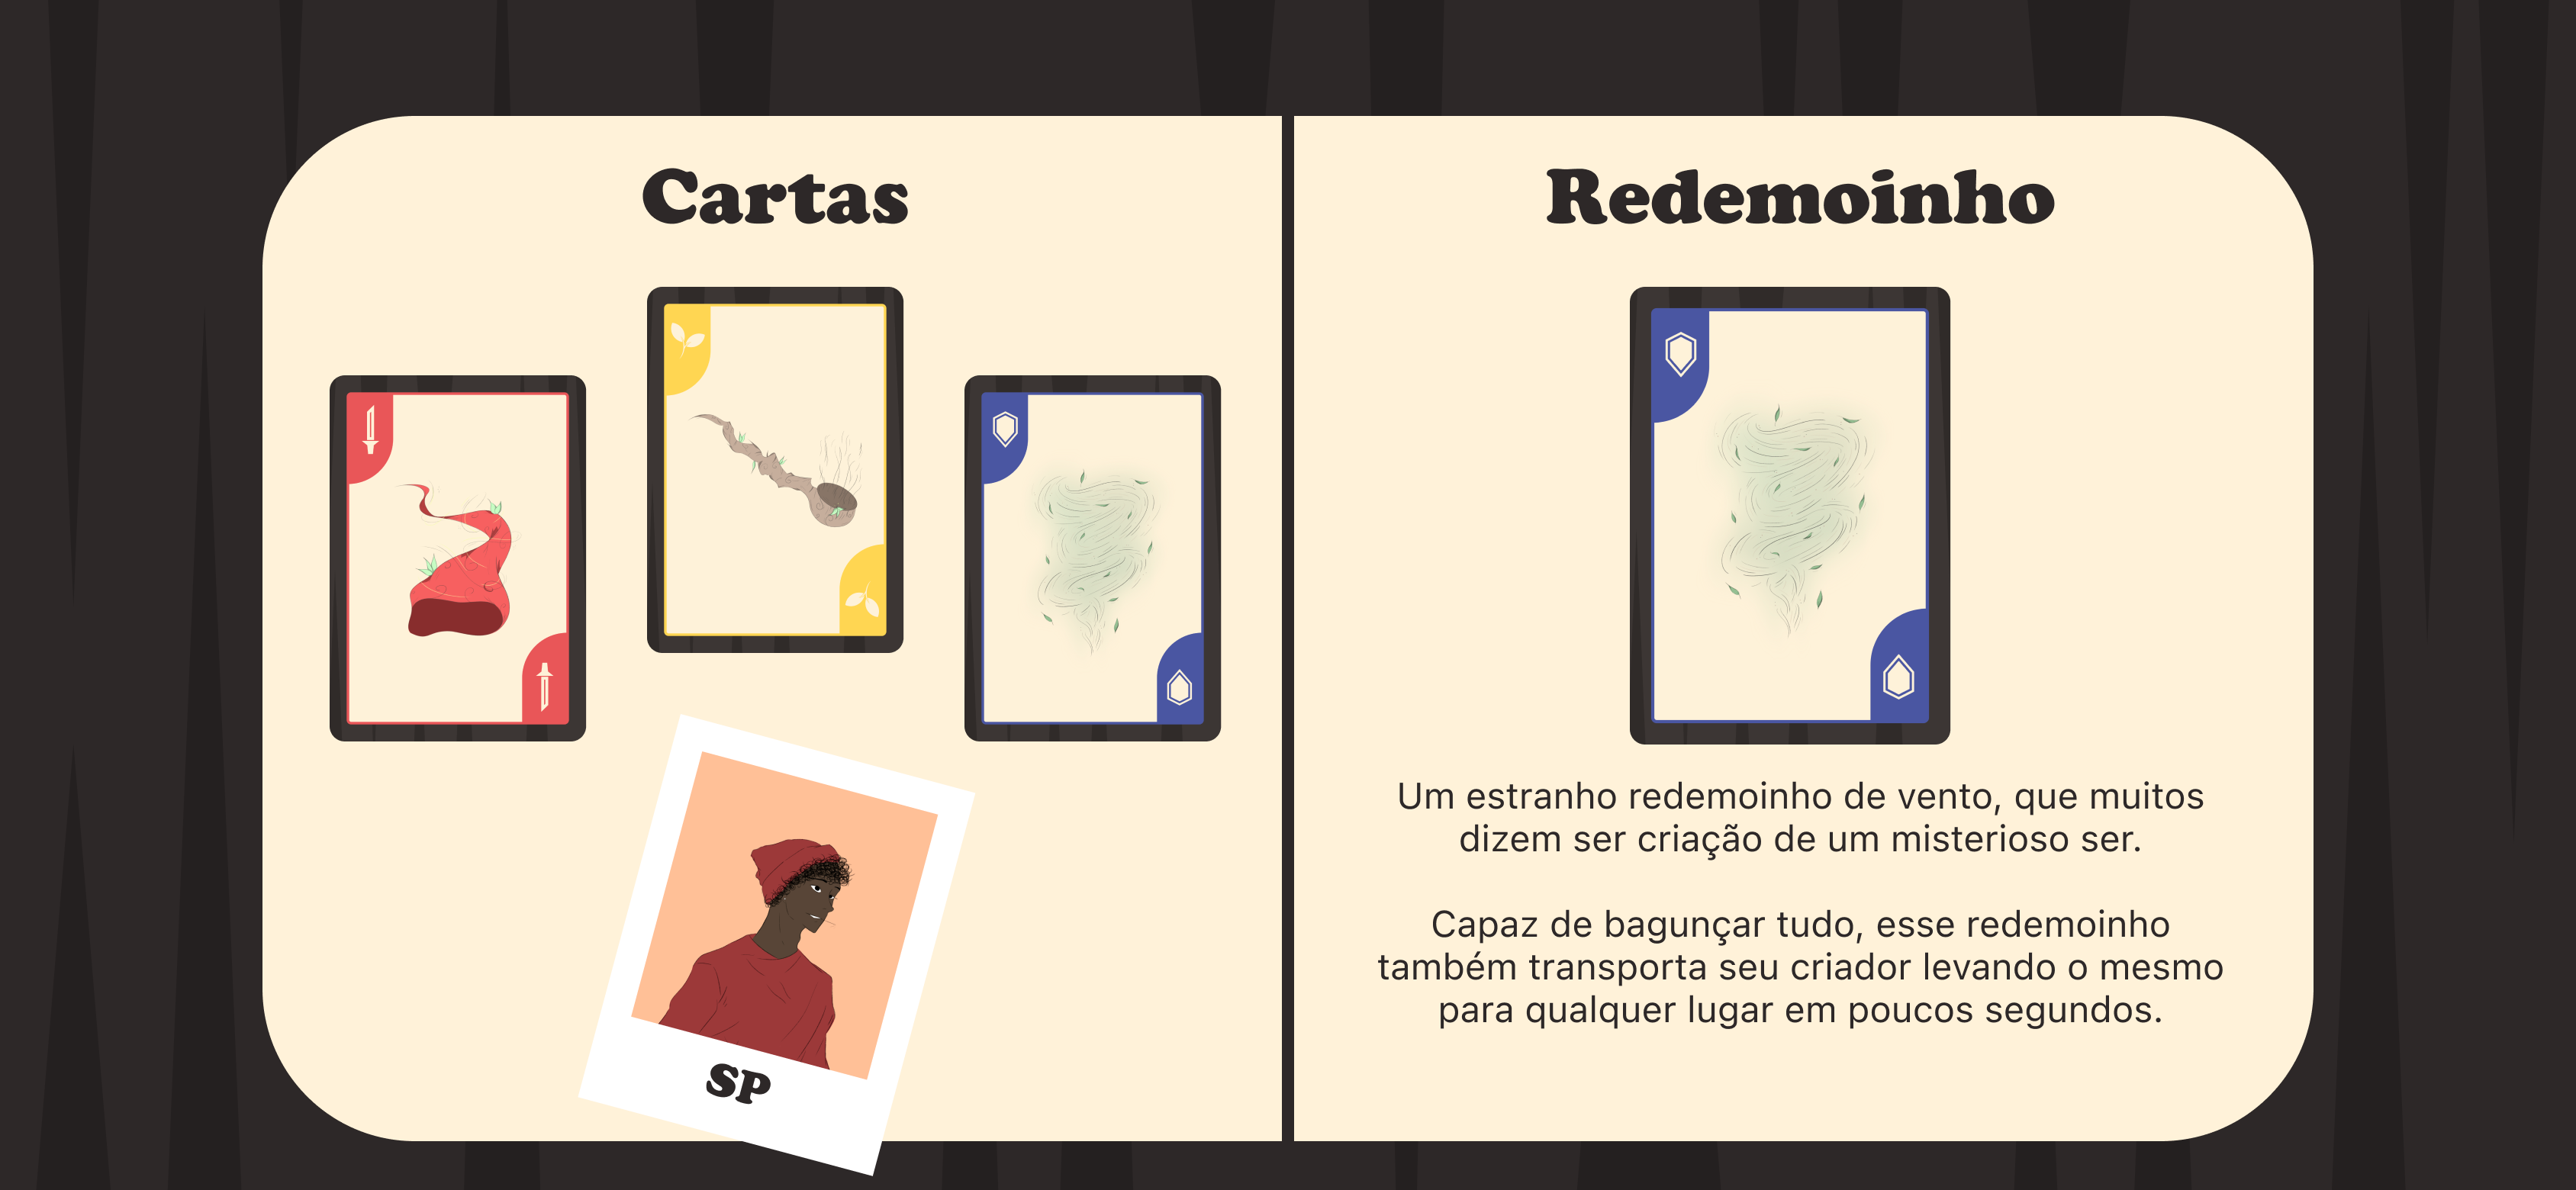 Cartas
SP
Redemoinho
Um estranho redemoinho de vento, que muitos
dizem ser criação de um misterioso ser.
Capaz de bagunçar tudo, esse redemoinho
também transporta seu criador levando o mesmo
para qualquer lugar em poucos segundos.